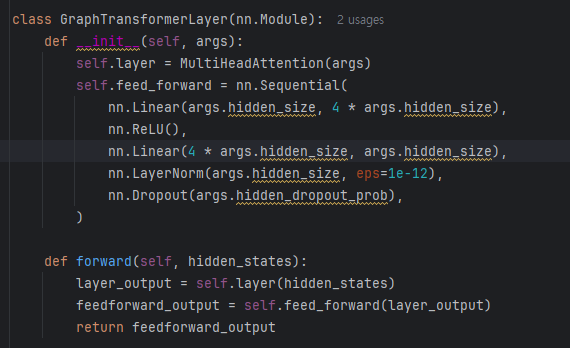 class GraphTransformerLayer(nn.Module):  2 usages
    def __init__(self, args):
        self.layer = MultiHeadAttention(args)
        self.feed_forward = nn.Sequential(
            nn.Linear(args.hidden_size, 4 * args.hidden_size),
            nn.ReLU(),
            nn.Linear(4 * args.hidden_size, args.hidden_size),
            nn.LayerNorm(args.hidden_size, eps=1e-12),
            nn.Dropout(args.hidden_dropout_prob),
        )
    def forward(self, hidden_states):
        layer_output = self.layer(hidden_states)
        feedforward_output = self.feed_forward(layer_output)
        return feedforward_output